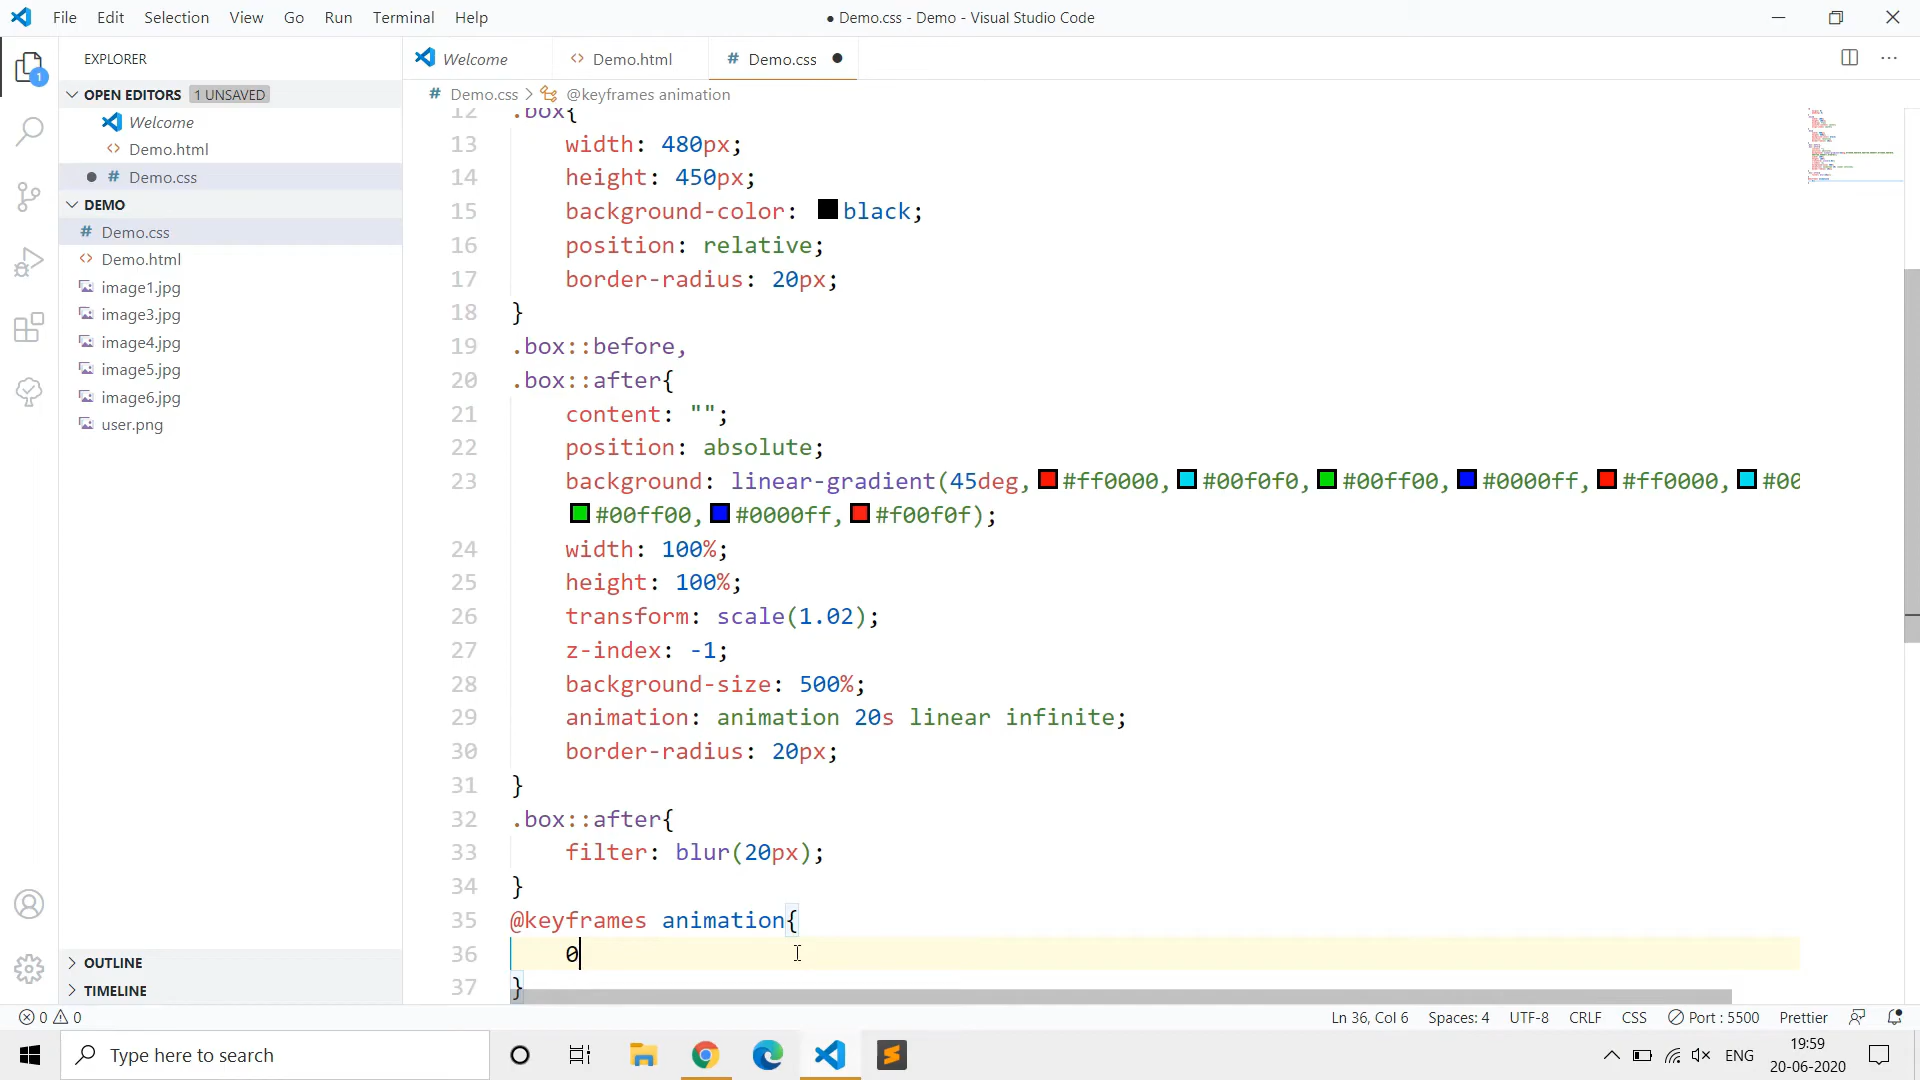 File Edit Selection View Go Run Terminal Help
● Demo.css - Demo - Visual Studio Code
EXPLORER
OPEN EDITORS 1 UNSAVED
Welcome
<> Demo.html
● # Demo.css
DEMO
# Demo.css
<> Demo.html
image1.jpg
image3.jpg
image4.jpg
image5.jpg
image6.jpg
user.png
OUTLINE
TIMELINE
1
Welcome <> Demo.html # Demo.css ●
# Demo.css > @keyframes animation
12 .box{
13 width: 480px;
14 height: 450px;
15 background-color: black;
16 position: relative;
17 border-radius: 20px;
18 }
19 .box::before,
20 .box::after{
21 content: "";
22 position: absolute;
23 background: linear-gradient(45deg,#ff0000,#00f0f0,#00ff00,#0000ff,#ff0000,#00
#00ff00,#0000ff,#f00f0f);
24 width: 100%;
25 height: 100%;
26 transform: scale(1.02);
27 z-index: -1;
28 background-size: 500%;
29 animation: animation 20s linear infinite;
30 border-radius: 20px;
31 }
32 .box::after{
33 filter: blur(20px);
34 }
35 @keyframes animation{
36 0
37 }
0 0
Ln 36, Col 6 Spaces: 4 UTF-8 CRLF CSS Port : 5500 Prettier
Type here to search
ENG
19:59
20-06-2020